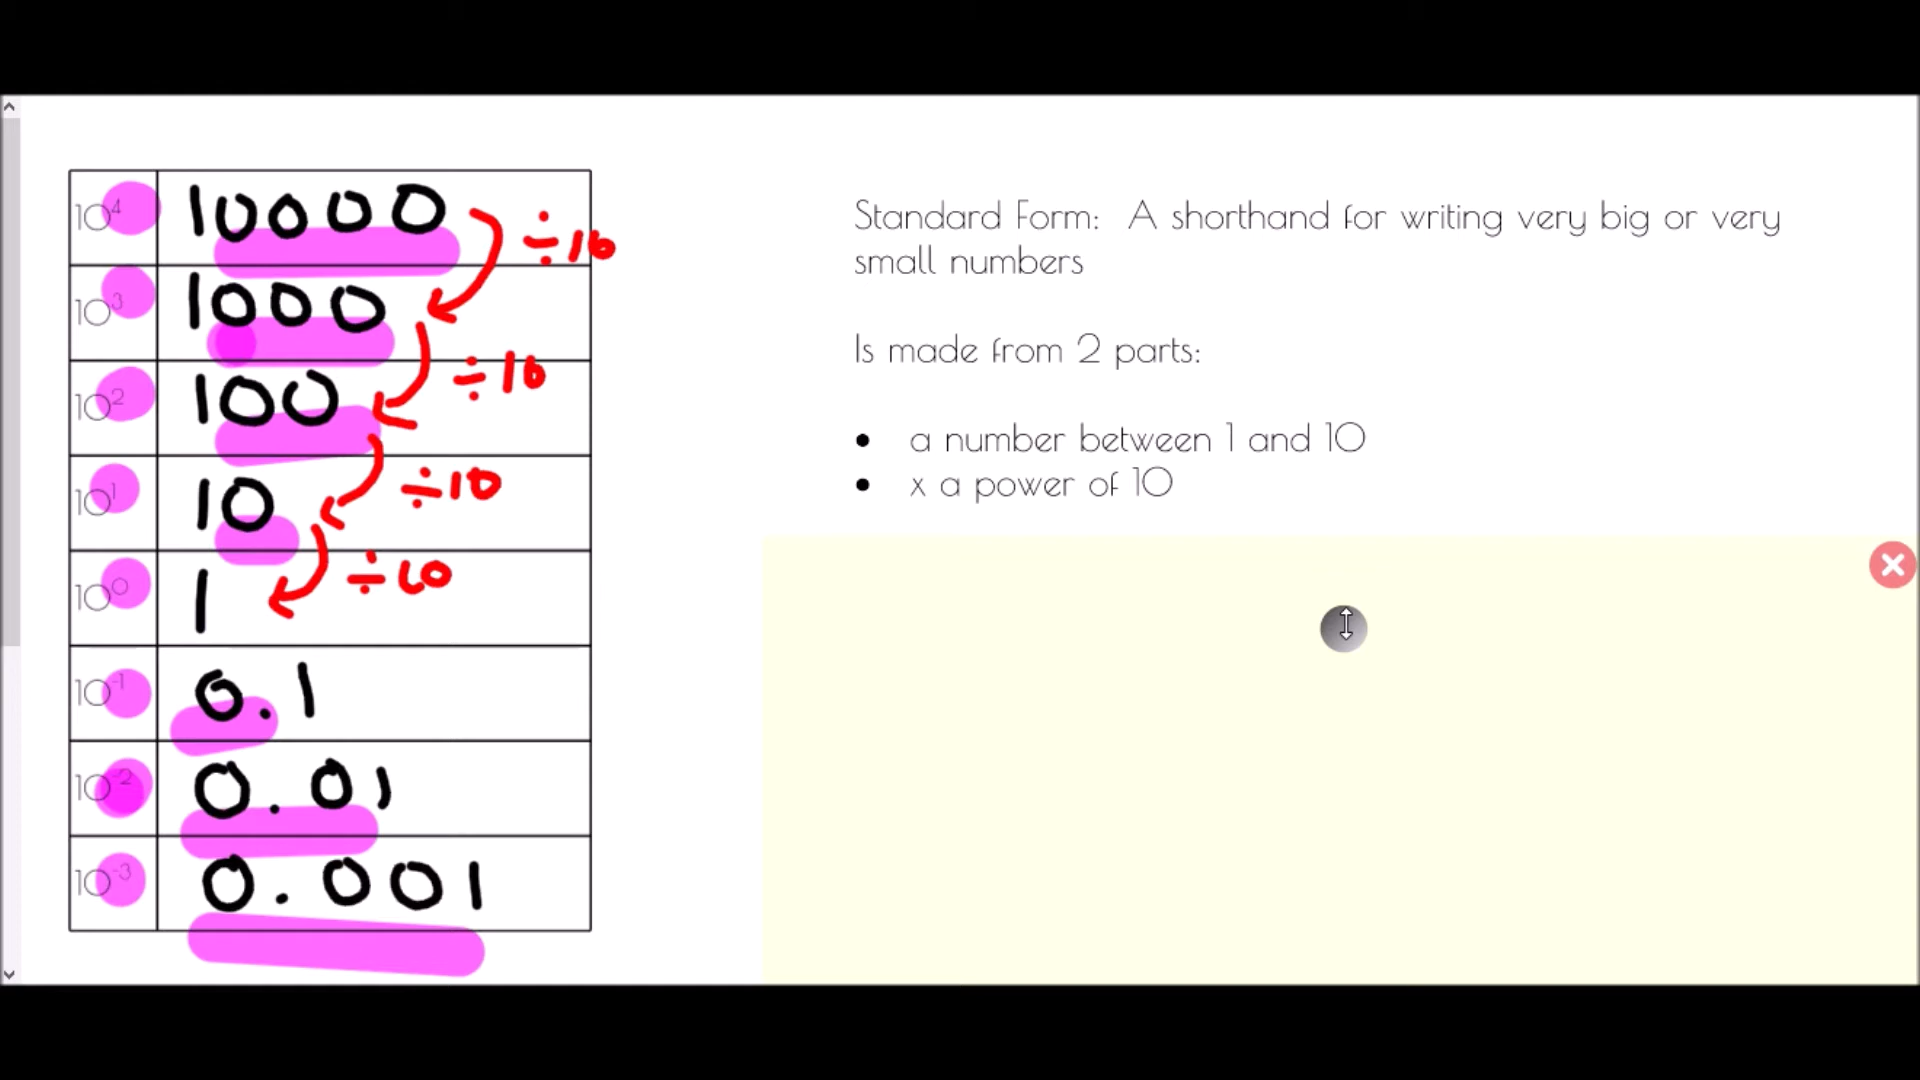 10⁴ 10000
÷10
10³ 1000
÷10
10² 100
÷10
10¹ 10
÷10
10⁰ 1
10⁻¹ 0.1
10⁻² 0.01
10⁻³ 0.001
Standard Form: A shorthand for writing very big or very
small numbers
Is made from 2 parts:
• a number between 1 and 10
• x a power of 10